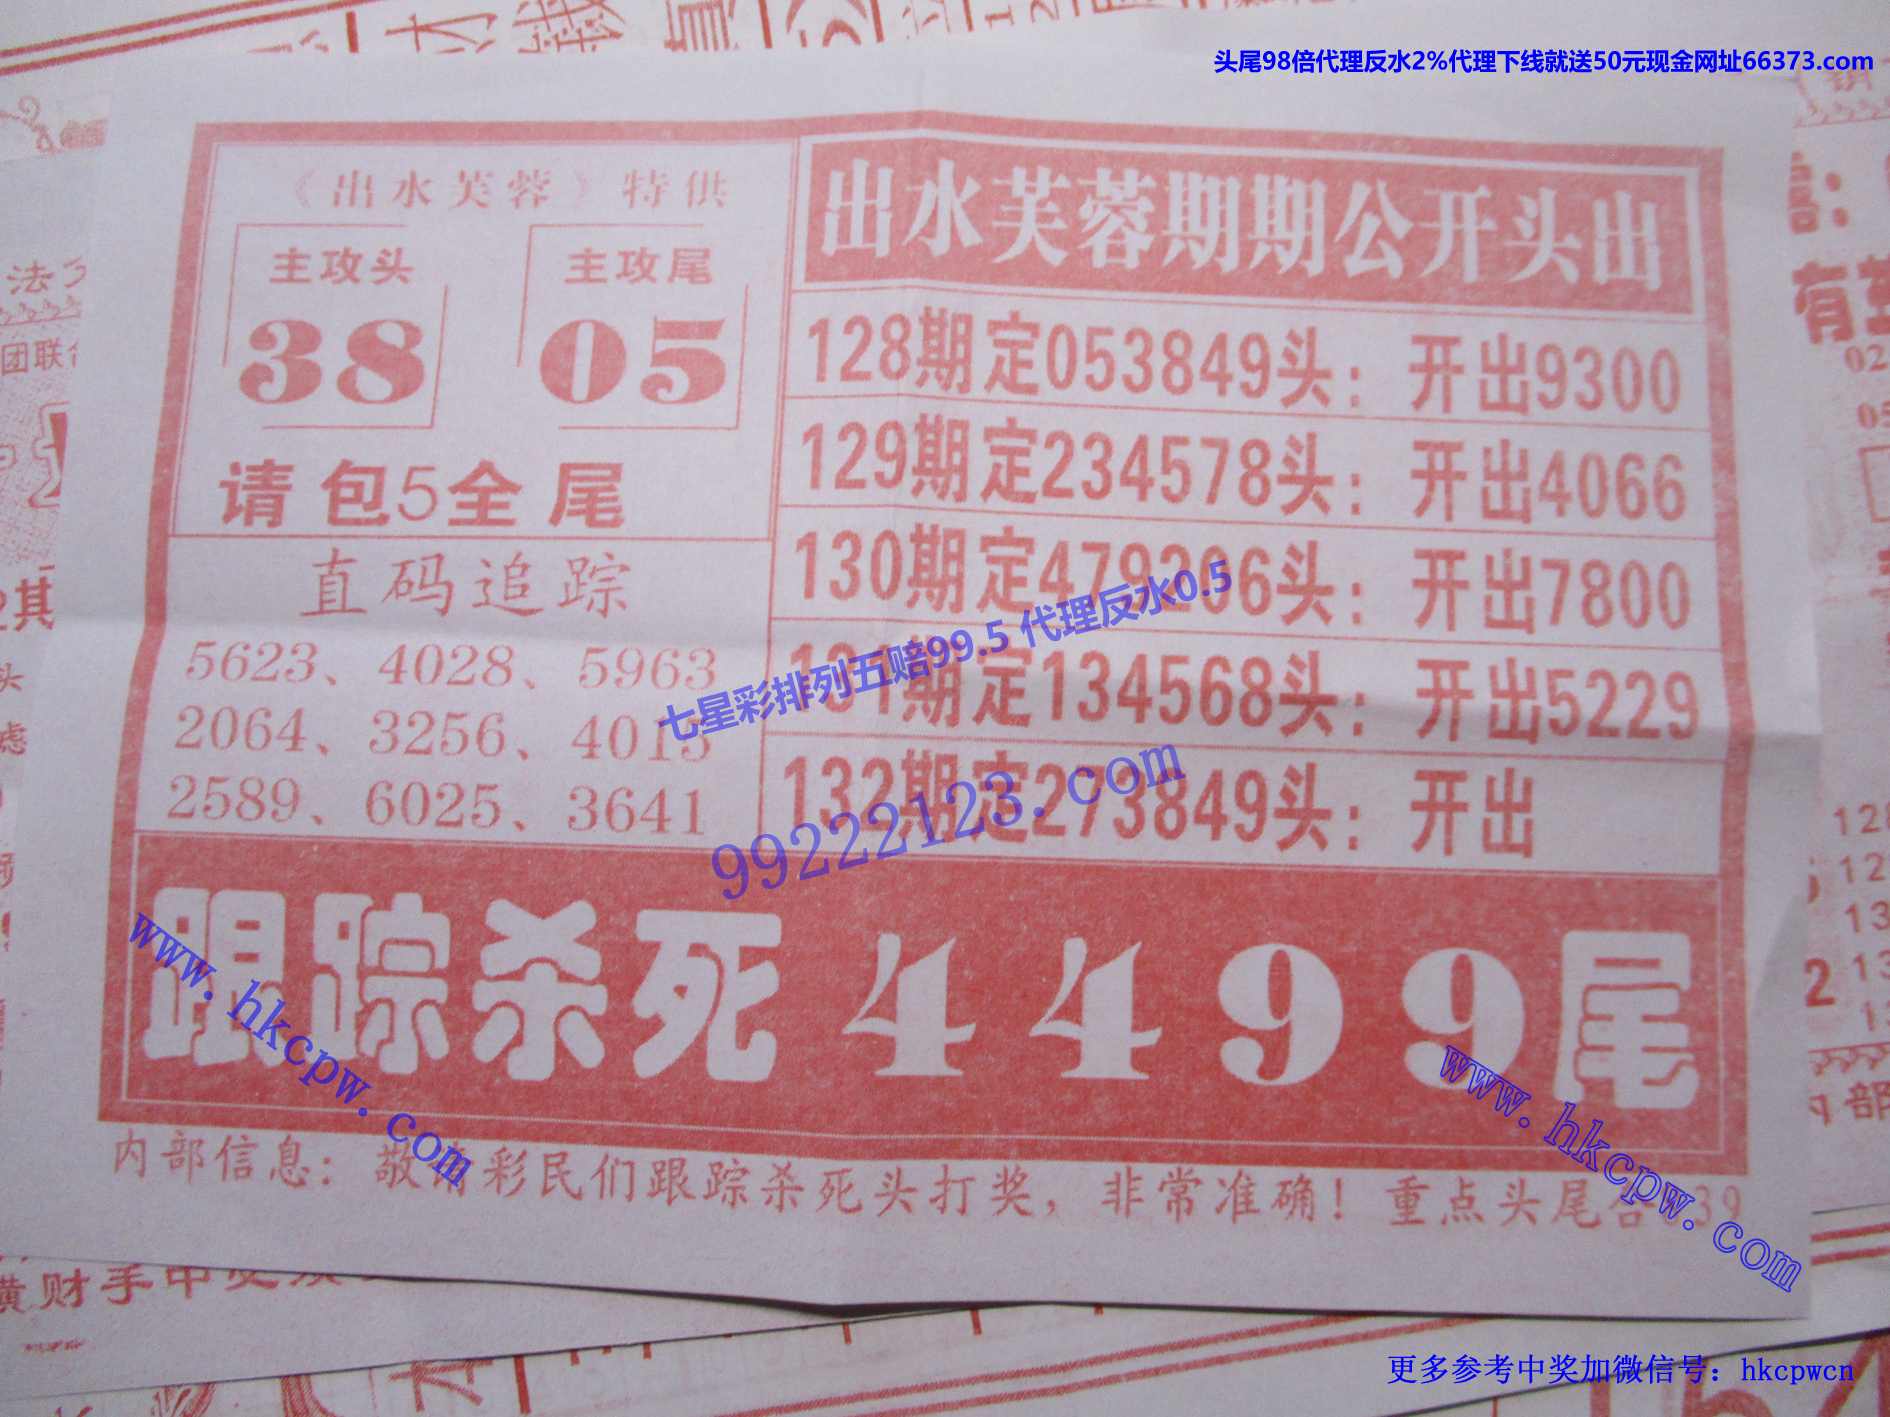 头尾98倍代理反水2%代理下线就送50元现金网址66373.com
《出水芙蓉》特供
主攻头
38
主攻尾
05
请包5全尾
直码追踪
5623、4028、5963
2064、3256、4015
2589、6025、3641
出水芙蓉期期公开头出
128期定053849头：开出9300
129期定234578头：开出4066
130期定479206头：开出7800
131期定134568头：开出5229
132期定273849头：开出
七星彩排列五赔99.5 代理反水0.5
99222123.com
跟踪杀死4499尾
www.hkcpw.com
www.hkcpw.com
内部信息：敬请彩民们跟踪杀死头打奖，非常准确！重点头尾合 39
更多参考中奖加微信号：hkcpwcn